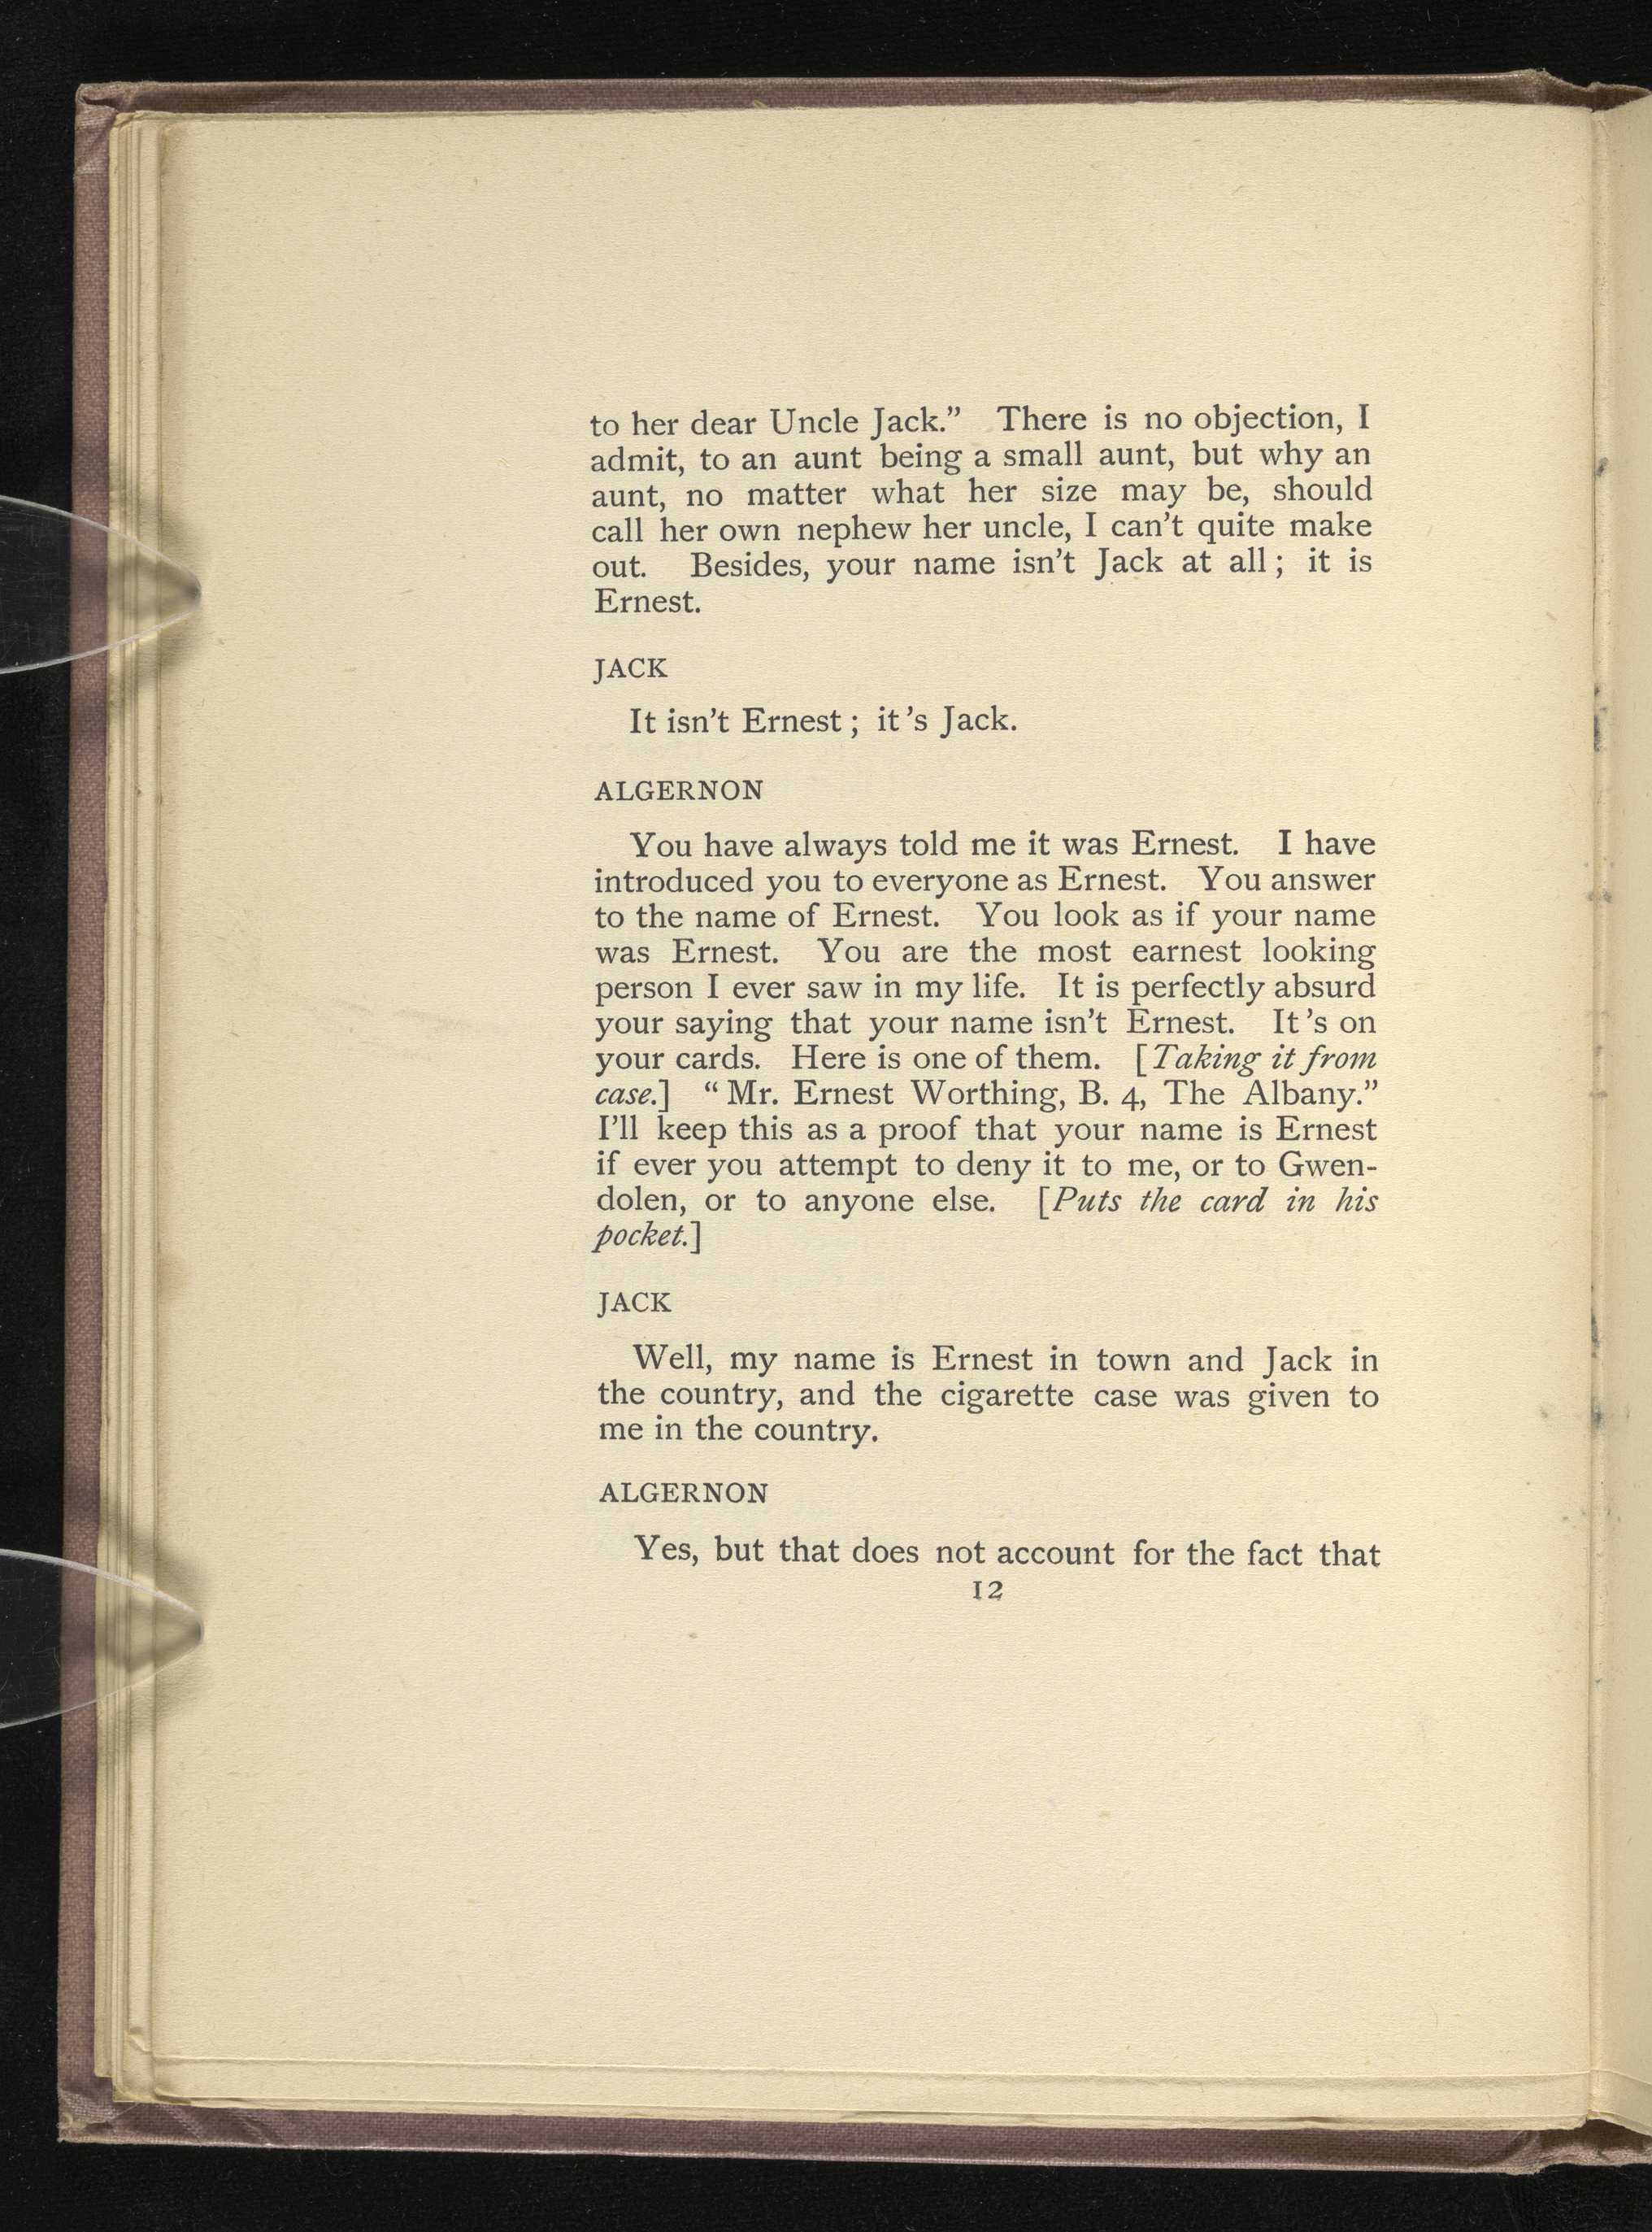 to her dear Uncle Jack.” There is no objection, I
admit, to an aunt being a small aunt, but why an
aunt, no matter what her size may be, should
call her own nephew her uncle, I can’t quite make
out. Besides, your name isn’t Jack at all; it is
Ernest.
JACK
It isn’t Ernest; it’s Jack.
ALGERNON
You have always told me it was Ernest. I have
introduced you to everyone as Ernest. You answer
to the name of Ernest. You look as if your name
was Ernest. You are the most earnest looking
person I ever saw in my life. It is perfectly absurd
your saying that your name isn’t Ernest. It’s on
your cards. Here is one of them. [Taking it from
case.] “Mr. Ernest Worthing, B. 4, The Albany.”
I’ll keep this as a proof that your name is Ernest
if ever you attempt to deny it to me, or to Gwen-
dolen, or to anyone else. [Puts the card in his
pocket.]
JACK
Well, my name is Ernest in town and Jack in
the country, and the cigarette case was given to
me in the country.
ALGERNON
Yes, but that does not account for the fact that
12